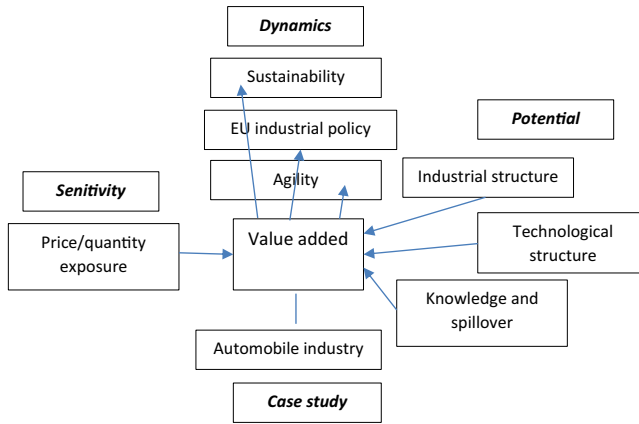 Dynamics
Sustainability
EU industrial policy
Potential
Agility
Industrial structure
Senitivity
Price/quantity
exposure
Value added
Technological
structure
Knowledge and
spillover
Automobile industry
Case study